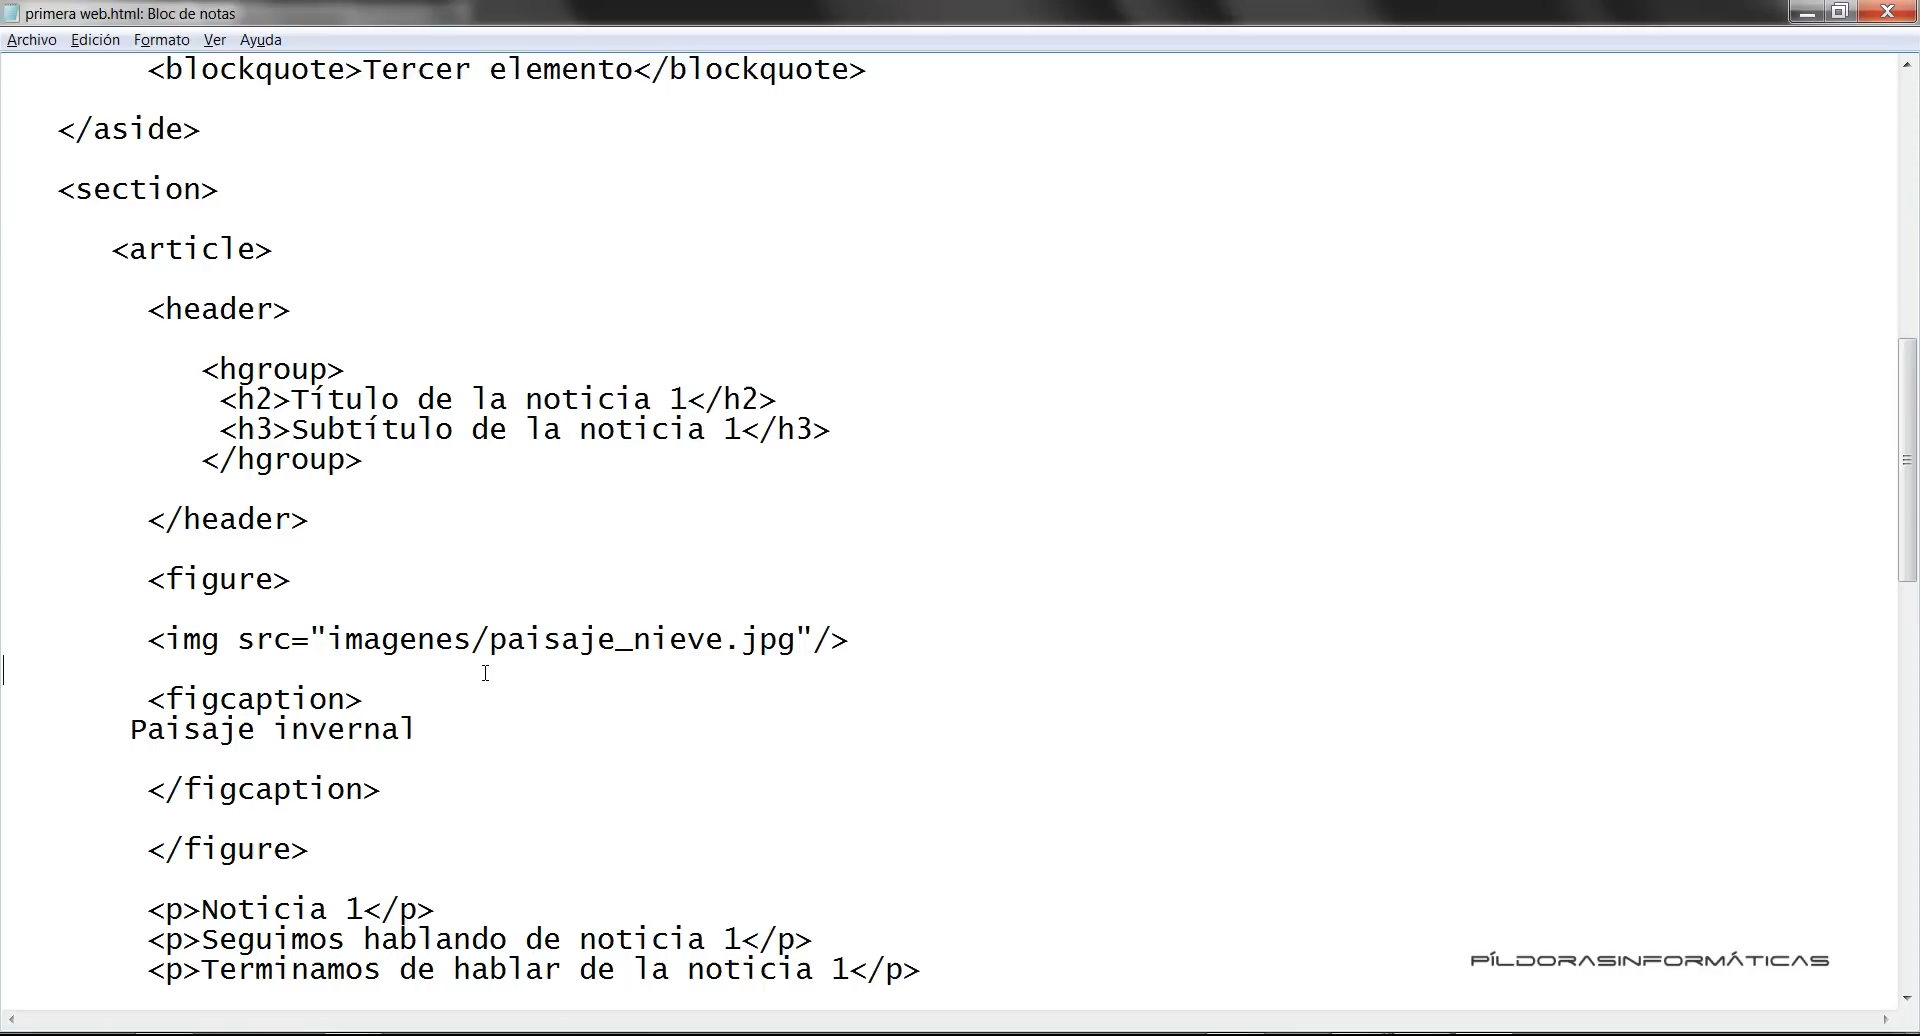 primera web.html: Bloc de notas
Archivo Edición Formato Ver Ayuda
<blockquote>Tercer elemento</blockquote>
</aside>
<section>
<article>
<header>
<hgroup>
<h2>Título de la noticia 1</h2>
<h3>Subtítulo de la noticia 1</h3>
</hgroup>
</header>
<figure>
<img src="imagenes/paisaje_nieve.jpg"/>
<figcaption>
Paisaje invernal
</figcaption>
</figure>
<p>Noticia 1</p>
<p>Seguimos hablando de noticia 1</p>
<p>Terminamos de hablar de la noticia 1</p>
PÍLDORASINFORMÁTICAS